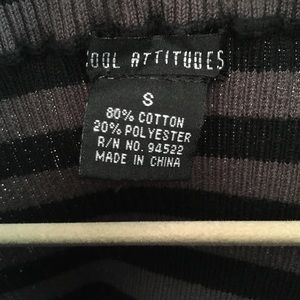 OOL ATTITUDES
S
80% COTTON
20% POLYESTER
R/N NO. 94522
MADE IN CHINA